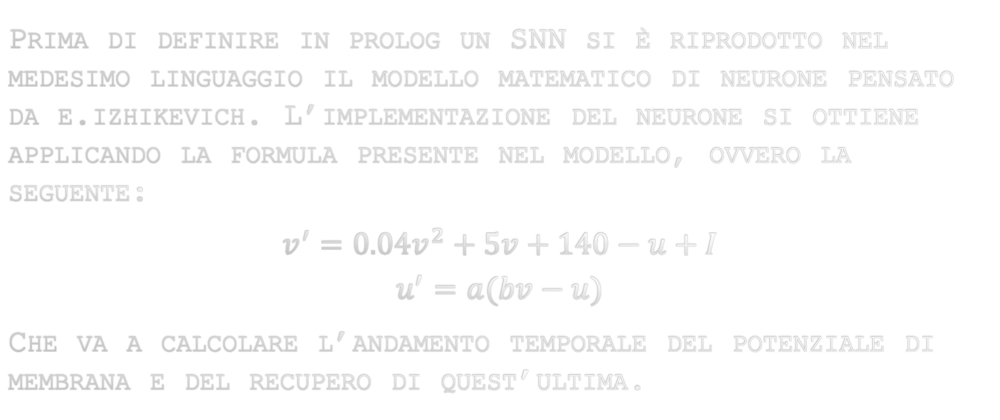 Prima di definire in prolog un SNN si è riprodotto nel
medesimo linguaggio il modello matematico di neurone pensato
da e.izhikevich. L'implementazione del neurone si ottiene
applicando la formula presente nel modello, ovvero la
seguente:
v′ = 0.04v² + 5v + 140 − u + I
u′ = a(bv − u)
Che va a calcolare l'andamento temporale del potenziale di
membrana e del recupero di quest'ultima.